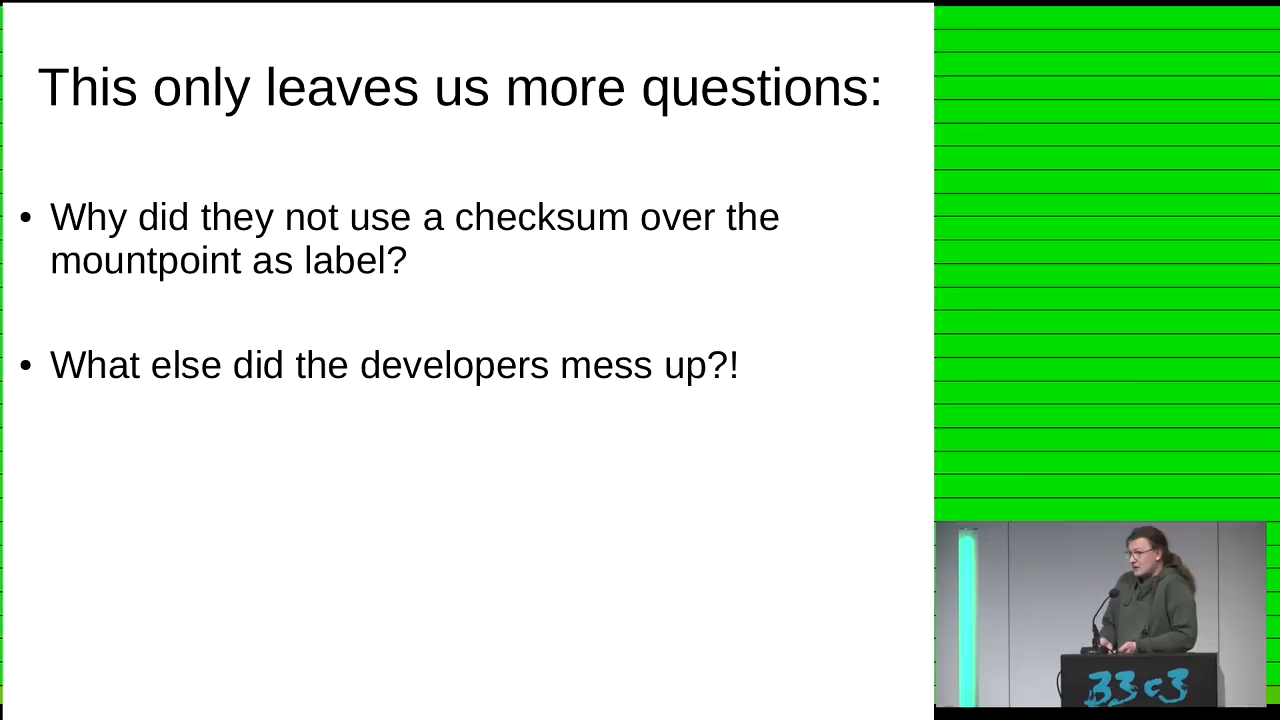 This only leaves us more questions:
• Why did they not use a checksum over the
mountpoint as label?
• What else did the developers mess up?!
33c3